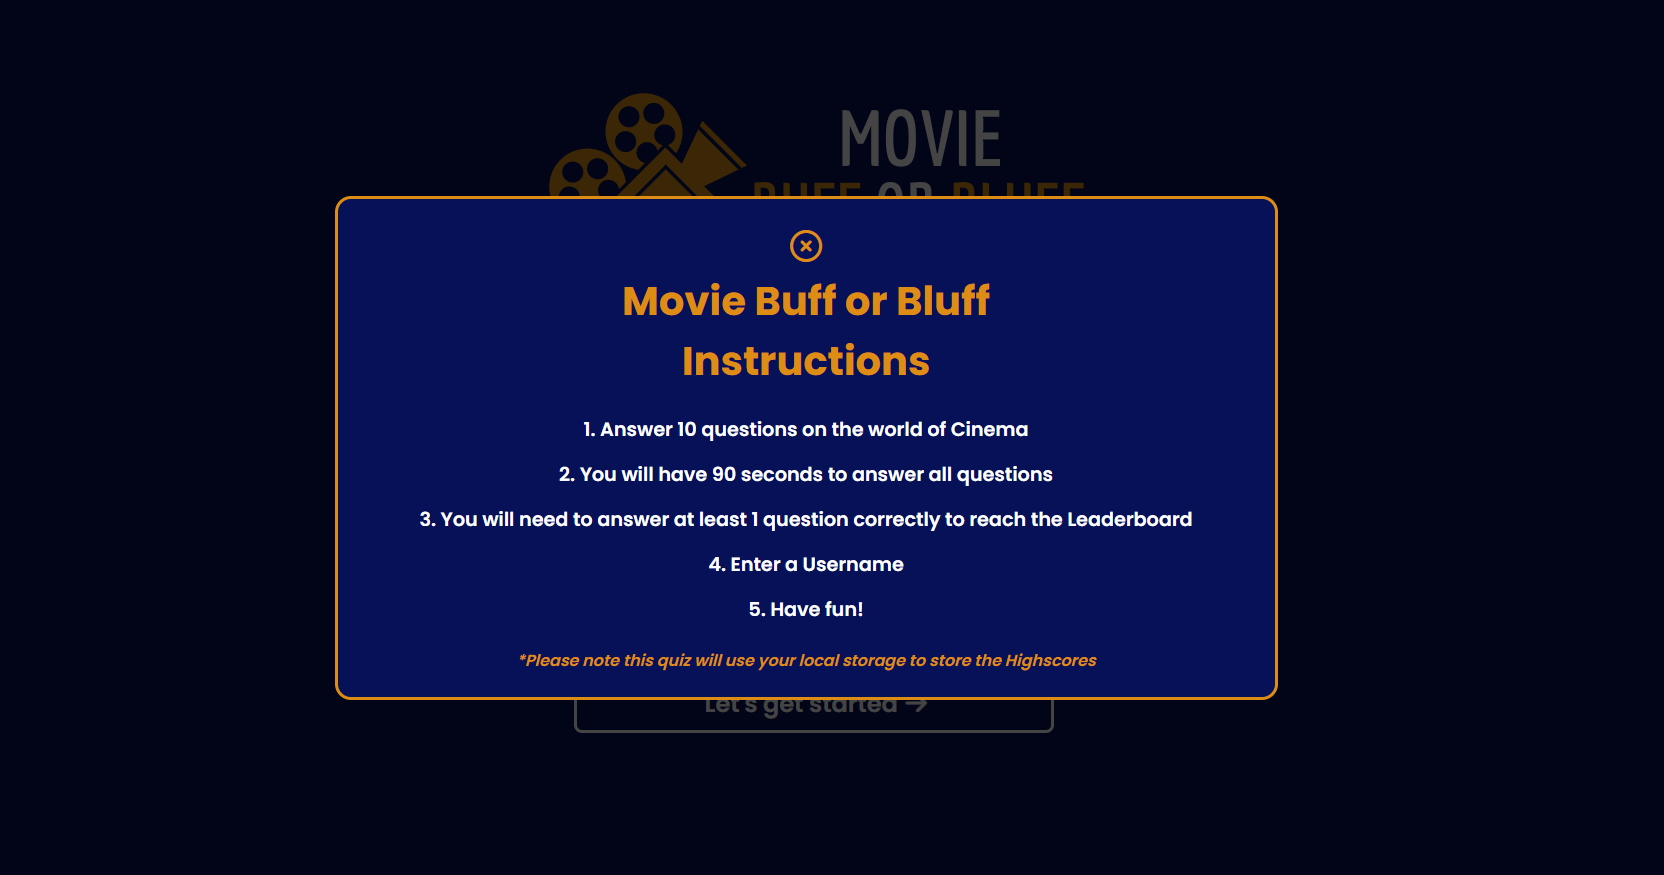 MOVIE
BUFF OR BLUFF
Movie Buff or Bluff
Instructions
1. Answer 10 questions on the world of Cinema
2. You will have 90 seconds to answer all questions
3. You will need to answer at least 1 question correctly to reach the Leaderboard
4. Enter a Username
5. Have fun!
*Please note this quiz will use your local storage to store the Highscores
Let's get started →